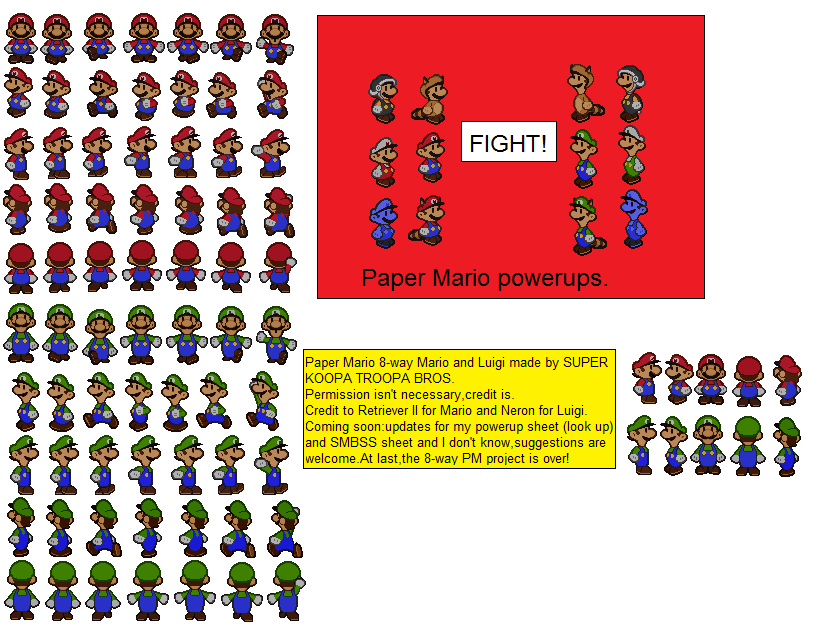 FIGHT!
Paper Mario powerups.
Paper Mario 8-way Mario and Luigi made by SUPER
KOOPA TROOPA BROS.
Permission isn't necessary,credit is.
Credit to Retriever II for Mario and Neron for Luigi.
Coming soon:updates for my powerup sheet (look up)
and SMBSS sheet and I don't know,suggestions are
welcome.At last,the 8-way PM project is over!